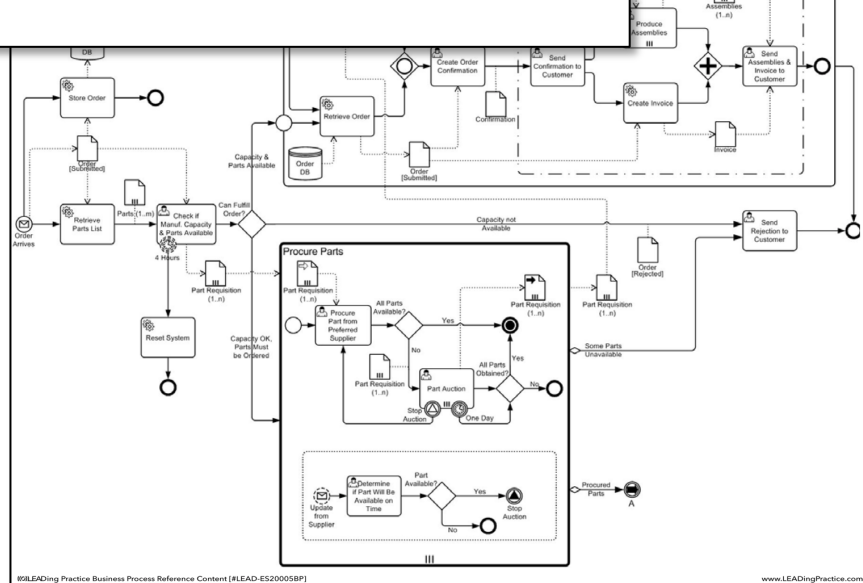 Assemblies
(1..n)
Produce
Assemblies
DB
Create Order
Confirmation
Send
Confirmation to
Customer
Send
Assemblies &
Invoice to
Customer
Store Order
Retrieve Order
Create Invoice
Confirmation
Order
[Submitted]
Capacity &
Parts Available
Order
DB
Order
[Submitted]
Invoice
Parts (1..m)
Can Fulfill
Order?
Retrieve
Parts List
Check if
Manuf. Capacity
& Parts Available
Order
Arrives
Capacity not
Available
Send
Rejection to
Customer
4 Hours
Procure Parts
Order
[Rejected]
Part Requisition
(1..n)
Part Requisition
(1..n)
Part Requisition
(1..n)
Part Requisition
(1..n)
All Parts
Available?
Procure
Part from
Preferred
Supplier
Yes
Reset System
Capacity OK,
Parts Must
be Ordered
No
Some Parts
Unavailable
Yes
All Parts
Obtained?
Part Requisition
(1..n)
Part Auction
No
Stop
Auction
One Day
Part
Available?
Determine
if Part Will Be
Available on
Time
Yes
Procured
Parts
A
Update
from
Supplier
Stop
Auction
No
LEADing Practice Business Process Reference Content [#LEAD-ES20005BP]
www.LEADingPractice.com